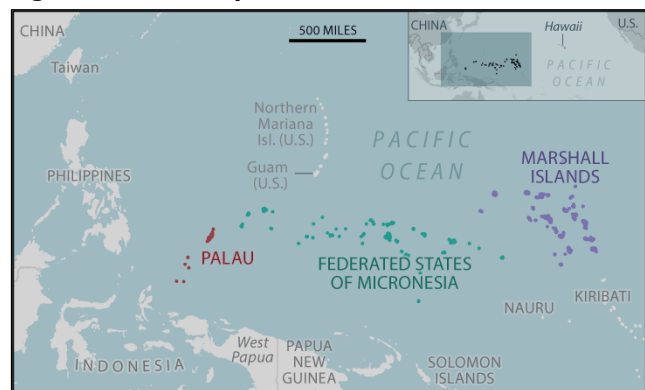 CHINA
Taiwan
PHILIPPINES
500 MILES
CHINA
Hawaii
U.S.
PACIFIC
OCEAN
Northern
Mariana
Isl. (U.S.)
Guam
(U.S.)
PACIFIC
OCEAN
MARSHALL
ISLANDS
PALAU
FEDERATED STATES
OF MICRONESIA
NAURU
KIRIBATI
INDONESIA
West
Papua
PAPUA
NEW
GUINEA
SOLOMON
ISLANDS